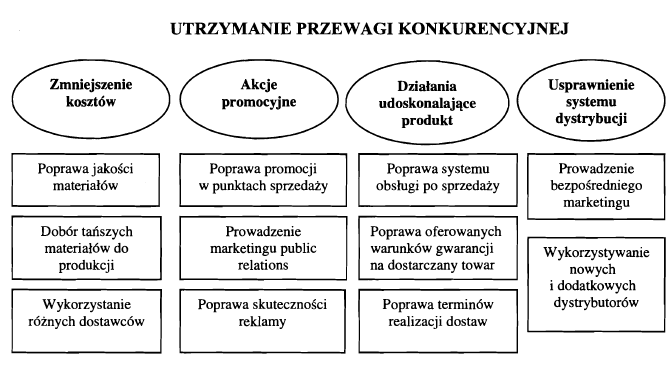 UTRZYMANIE PRZEWAGI KONKURENCYJNEJ
Zmniejszenie
kosztów
Akcje
promocyjne
Działania
udoskonalające
produkt
Usprawnienie
systemu
dystrybucji
Poprawa jakości
materiałów
Poprawa promocji
w punktach sprzedaży
Poprawa systemu
obsługi po sprzedaży
Prowadzenie
bezpośredniego
marketingu
Dobór tańszych
materiałów do
produkcji
Prowadzenie
marketingu public
relations
Poprawa oferowanych
warunków gwarancji
na dostarczany towar
Wykorzystywanie
nowych
i dodatkowych
dystrybutorów
Wykorzystanie
różnych dostawców
Poprawa skuteczności
reklamy
Poprawa terminów
realizacji dostaw